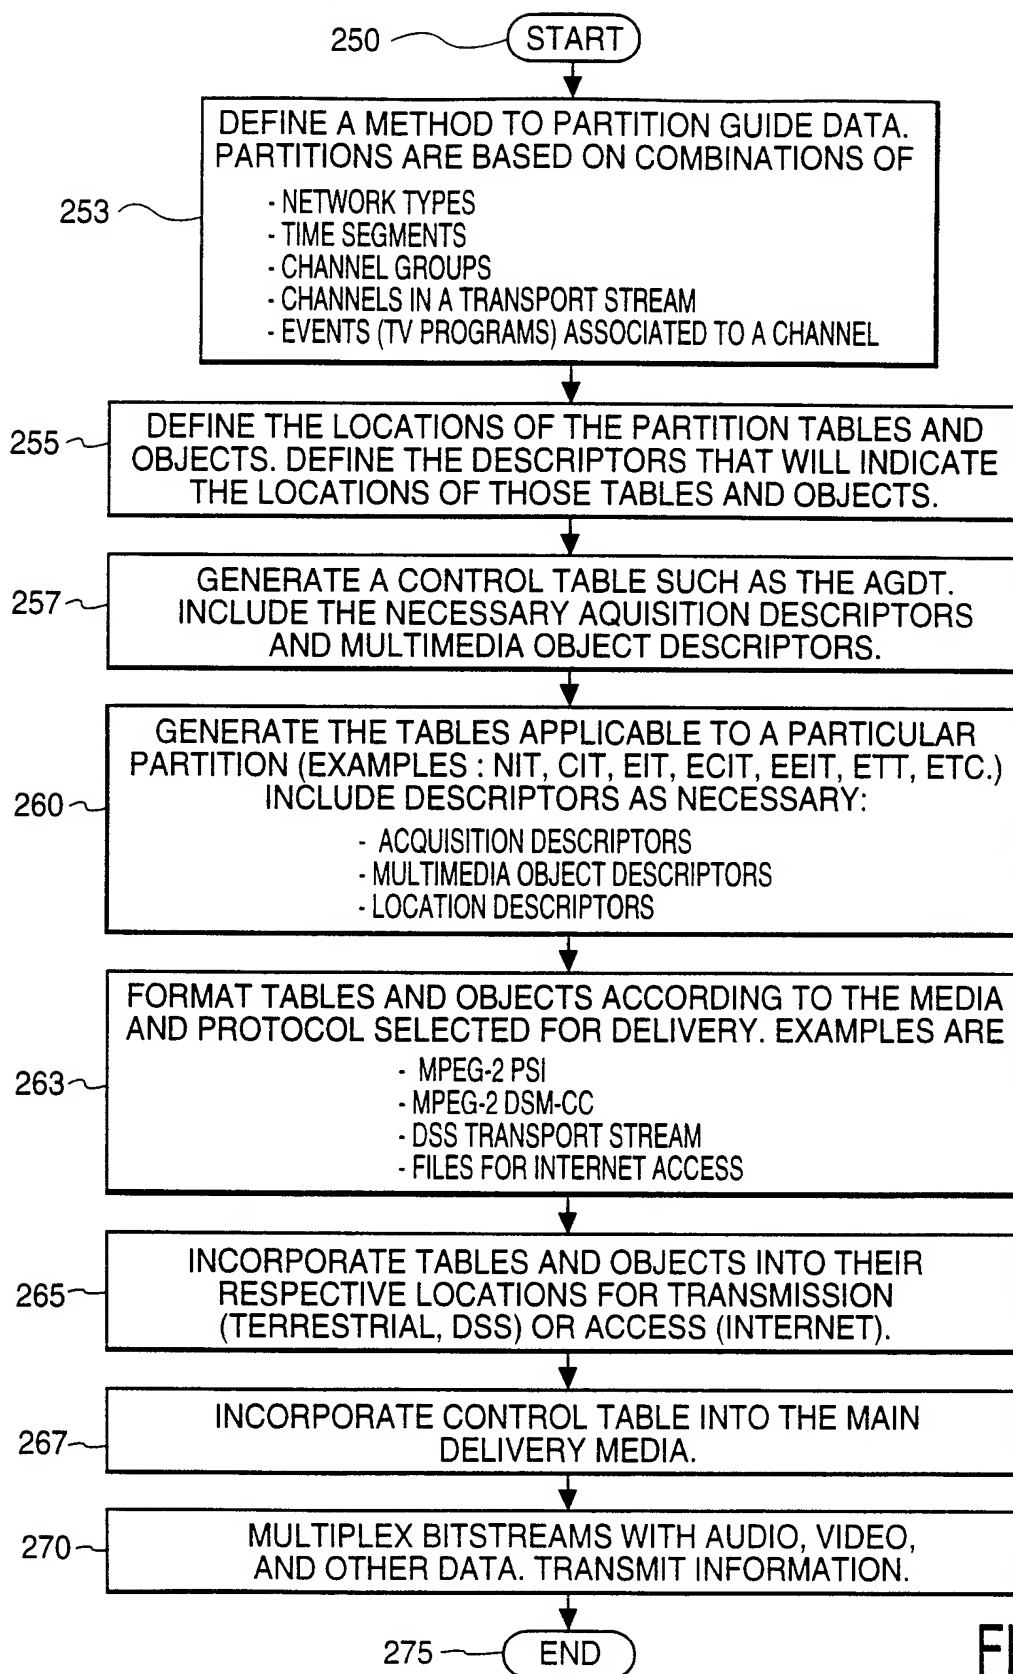 250
START
253
DEFINE A METHOD TO PARTITION GUIDE DATA.
PARTITIONS ARE BASED ON COMBINATIONS OF
- NETWORK TYPES
- TIME SEGMENTS
- CHANNEL GROUPS
- CHANNELS IN A TRANSPORT STREAM
- EVENTS (TV PROGRAMS) ASSOCIATED TO A CHANNEL
255
DEFINE THE LOCATIONS OF THE PARTITION TABLES AND
OBJECTS. DEFINE THE DESCRIPTORS THAT WILL INDICATE
THE LOCATIONS OF THOSE TABLES AND OBJECTS.
257
GENERATE A CONTROL TABLE SUCH AS THE AGDT.
INCLUDE THE NECESSARY AQUISITION DESCRIPTORS
AND MULTIMEDIA OBJECT DESCRIPTORS.
260
GENERATE THE TABLES APPLICABLE TO A PARTICULAR
PARTITION (EXAMPLES : NIT, CIT, EIT, ECIT, EEIT, ETT, ETC.)
INCLUDE DESCRIPTORS AS NECESSARY:
- ACQUISITION DESCRIPTORS
- MULTIMEDIA OBJECT DESCRIPTORS
- LOCATION DESCRIPTORS
263
FORMAT TABLES AND OBJECTS ACCORDING TO THE MEDIA
AND PROTOCOL SELECTED FOR DELIVERY. EXAMPLES ARE
- MPEG-2 PSI
- MPEG-2 DSM-CC
- DSS TRANSPORT STREAM
- FILES FOR INTERNET ACCESS
265
INCORPORATE TABLES AND OBJECTS INTO THEIR
RESPECTIVE LOCATIONS FOR TRANSMISSION
(TERRESTRIAL, DSS) OR ACCESS (INTERNET).
267
INCORPORATE CONTROL TABLE INTO THE MAIN
DELIVERY MEDIA.
270
MULTIPLEX BITSTREAMS WITH AUDIO, VIDEO,
AND OTHER DATA. TRANSMIT INFORMATION.
275
END